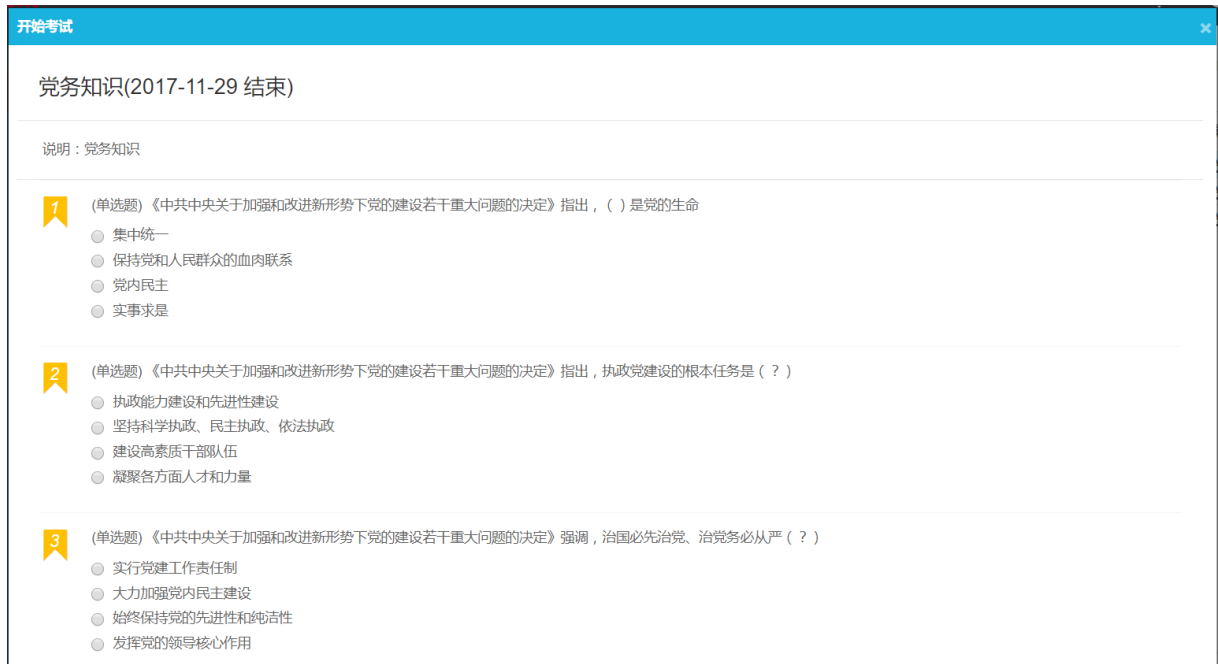 开始考试
×
党务知识(2017-11-29 结束)
说明：党务知识
1
(单选题) 《中共中央关于加强和改进新形势下党的建设若干重大问题的决定》指出，( ) 是党的生命
集中统一
保持党和人民群众的血肉联系
党内民主
实事求是
2
(单选题) 《中共中央关于加强和改进新形势下党的建设若干重大问题的决定》指出，执政党建设的根本任务是 ( ? )
执政能力建设和先进性建设
坚持科学执政、民主执政、依法执政
建设高素质干部队伍
凝聚各方面人才和力量
3
(单选题) 《中共中央关于加强和改进新形势下党的建设若干重大问题的决定》强调，治国必先治党、治党务必从严 ( ? )
实行党建工作责任制
大力加强党内民主建设
始终保持党的先进性和纯洁性
发挥党的领导核心作用